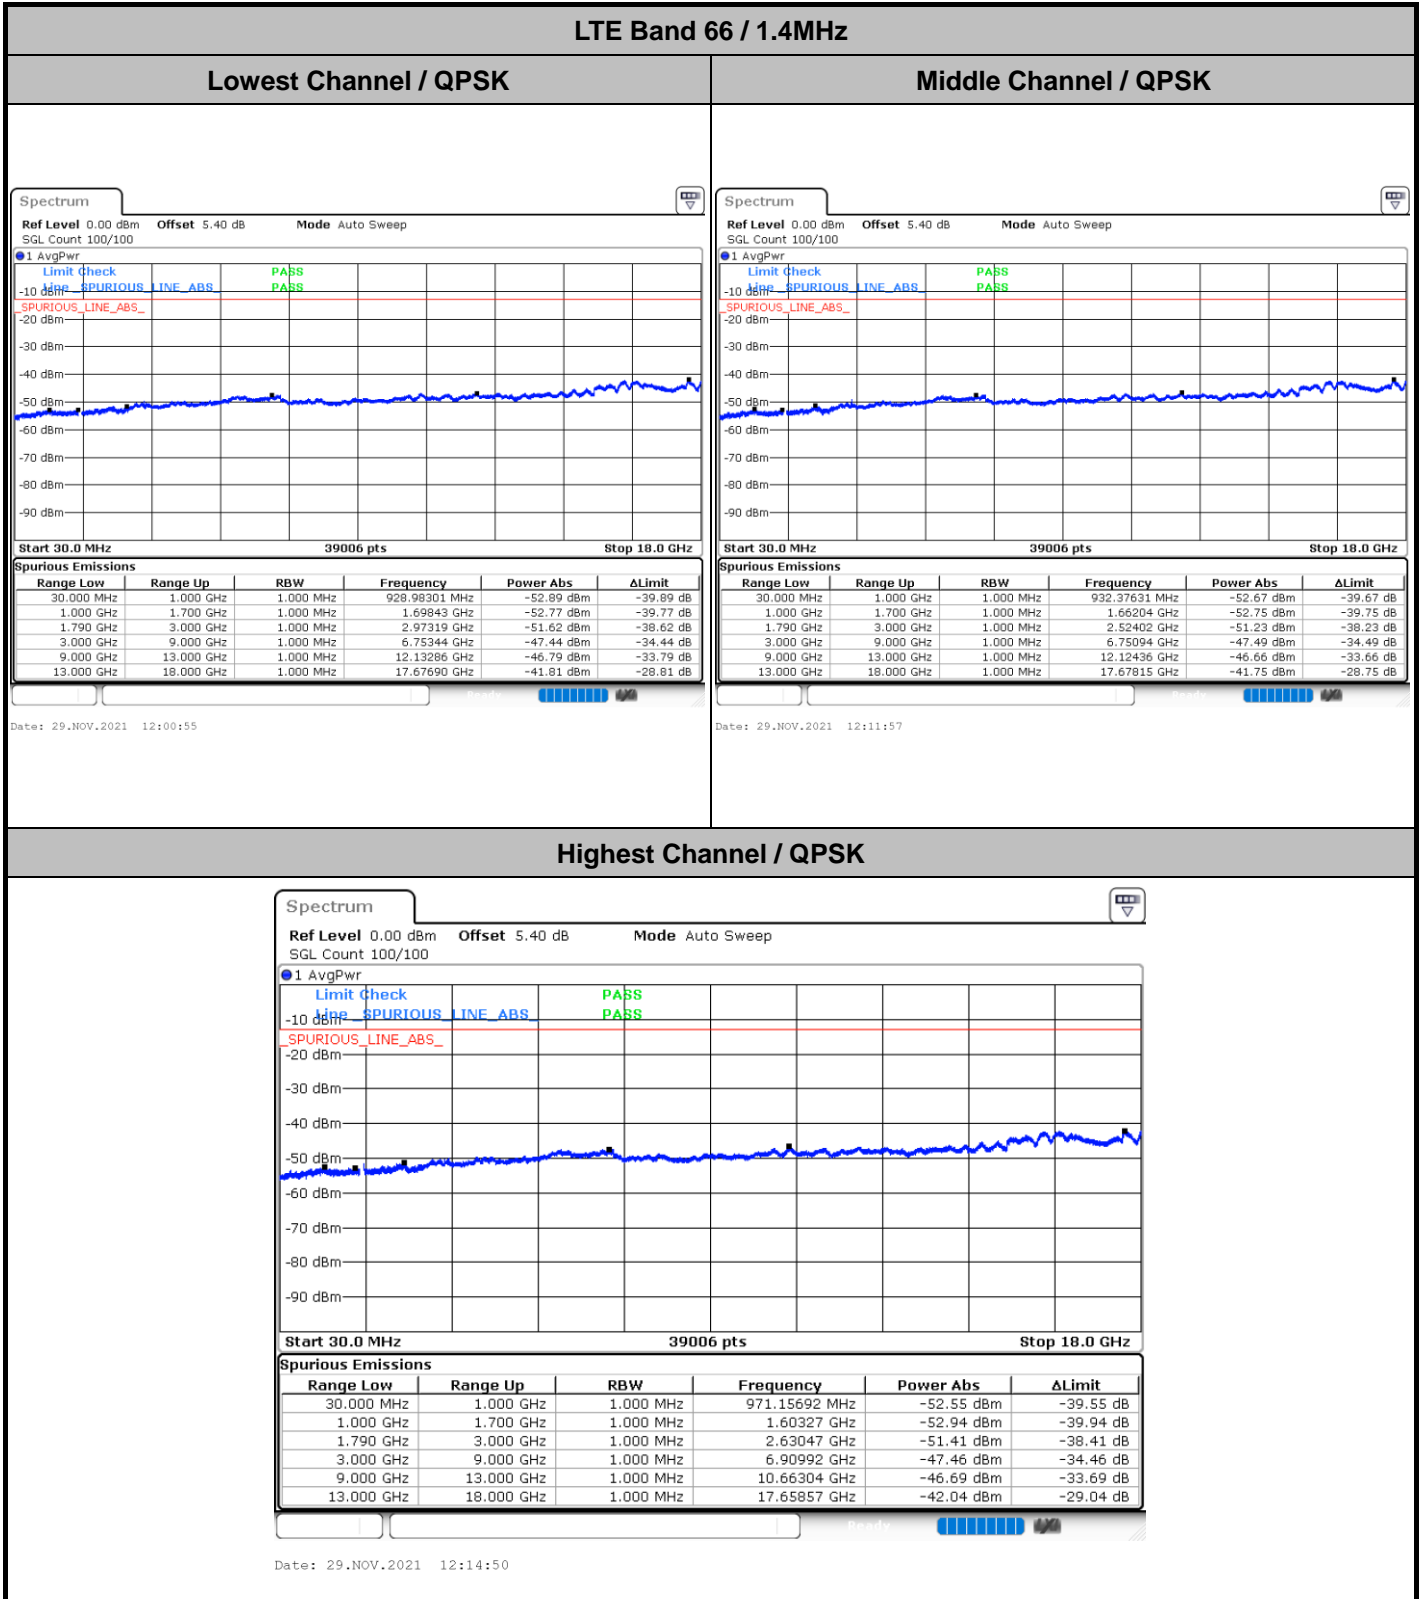 LTE Band 66 / 1.4MHz
Lowest Channel / QPSK
Middle Channel / QPSK
Spectrum
Ref Level 0.00 dBm Offset 5.40 dB Mode Auto Sweep
SGL Count 100/100
1 AvgPwr
Limit Check PASS
Line _SPURIOUS_LINE_ABS_ PASS
-10 dBm
_SPURIOUS_LINE_ABS_
-20 dBm
-30 dBm
-40 dBm
-50 dBm
-60 dBm
-70 dBm
-80 dBm
-90 dBm
Start 30.0 MHz 39006 pts Stop 18.0 GHz
Spurious Emissions
Range Low Range Up RBW Frequency Power Abs ΔLimit
30.000 MHz 1.000 GHz 1.000 MHz 928.98301 MHz -52.89 dBm -39.89 dB
1.000 GHz 1.700 GHz 1.000 MHz 1.69843 GHz -52.77 dBm -39.77 dB
1.790 GHz 3.000 GHz 1.000 MHz 2.97319 GHz -51.62 dBm -38.62 dB
3.000 GHz 9.000 GHz 1.000 MHz 6.75344 GHz -47.44 dBm -34.44 dB
9.000 GHz 13.000 GHz 1.000 MHz 12.13286 GHz -46.79 dBm -33.79 dB
13.000 GHz 18.000 GHz 1.000 MHz 17.67690 GHz -41.81 dBm -28.81 dB
Ready
Date: 29.NOV.2021 12:00:55
Spectrum
Ref Level 0.00 dBm Offset 5.40 dB Mode Auto Sweep
SGL Count 100/100
1 AvgPwr
Limit Check PASS
Line _SPURIOUS_LINE_ABS_ PASS
-10 dBm
_SPURIOUS_LINE_ABS_
-20 dBm
-30 dBm
-40 dBm
-50 dBm
-60 dBm
-70 dBm
-80 dBm
-90 dBm
Start 30.0 MHz 39006 pts Stop 18.0 GHz
Spurious Emissions
Range Low Range Up RBW Frequency Power Abs ΔLimit
30.000 MHz 1.000 GHz 1.000 MHz 932.37631 MHz -52.67 dBm -39.67 dB
1.000 GHz 1.700 GHz 1.000 MHz 1.66204 GHz -52.75 dBm -39.75 dB
1.790 GHz 3.000 GHz 1.000 MHz 2.52402 GHz -51.23 dBm -38.23 dB
3.000 GHz 9.000 GHz 1.000 MHz 6.75094 GHz -47.49 dBm -34.49 dB
9.000 GHz 13.000 GHz 1.000 MHz 12.12436 GHz -46.66 dBm -33.66 dB
13.000 GHz 18.000 GHz 1.000 MHz 17.67815 GHz -41.75 dBm -28.75 dB
Ready
Date: 29.NOV.2021 12:11:57
Highest Channel / QPSK
Spectrum
Ref Level 0.00 dBm Offset 5.40 dB Mode Auto Sweep
SGL Count 100/100
1 AvgPwr
Limit Check PASS
Line _SPURIOUS_LINE_ABS_ PASS
-10 dBm
_SPURIOUS_LINE_ABS_
-20 dBm
-30 dBm
-40 dBm
-50 dBm
-60 dBm
-70 dBm
-80 dBm
-90 dBm
Start 30.0 MHz 39006 pts Stop 18.0 GHz
Spurious Emissions
Range Low Range Up RBW Frequency Power Abs ΔLimit
30.000 MHz 1.000 GHz 1.000 MHz 971.15692 MHz -52.55 dBm -39.55 dB
1.000 GHz 1.700 GHz 1.000 MHz 1.60327 GHz -52.94 dBm -39.94 dB
1.790 GHz 3.000 GHz 1.000 MHz 2.63047 GHz -51.41 dBm -38.41 dB
3.000 GHz 9.000 GHz 1.000 MHz 6.90992 GHz -47.46 dBm -34.46 dB
9.000 GHz 13.000 GHz 1.000 MHz 10.66304 GHz -46.69 dBm -33.69 dB
13.000 GHz 18.000 GHz 1.000 MHz 17.65857 GHz -42.04 dBm -29.04 dB
Ready
Date: 29.NOV.2021 12:14:50